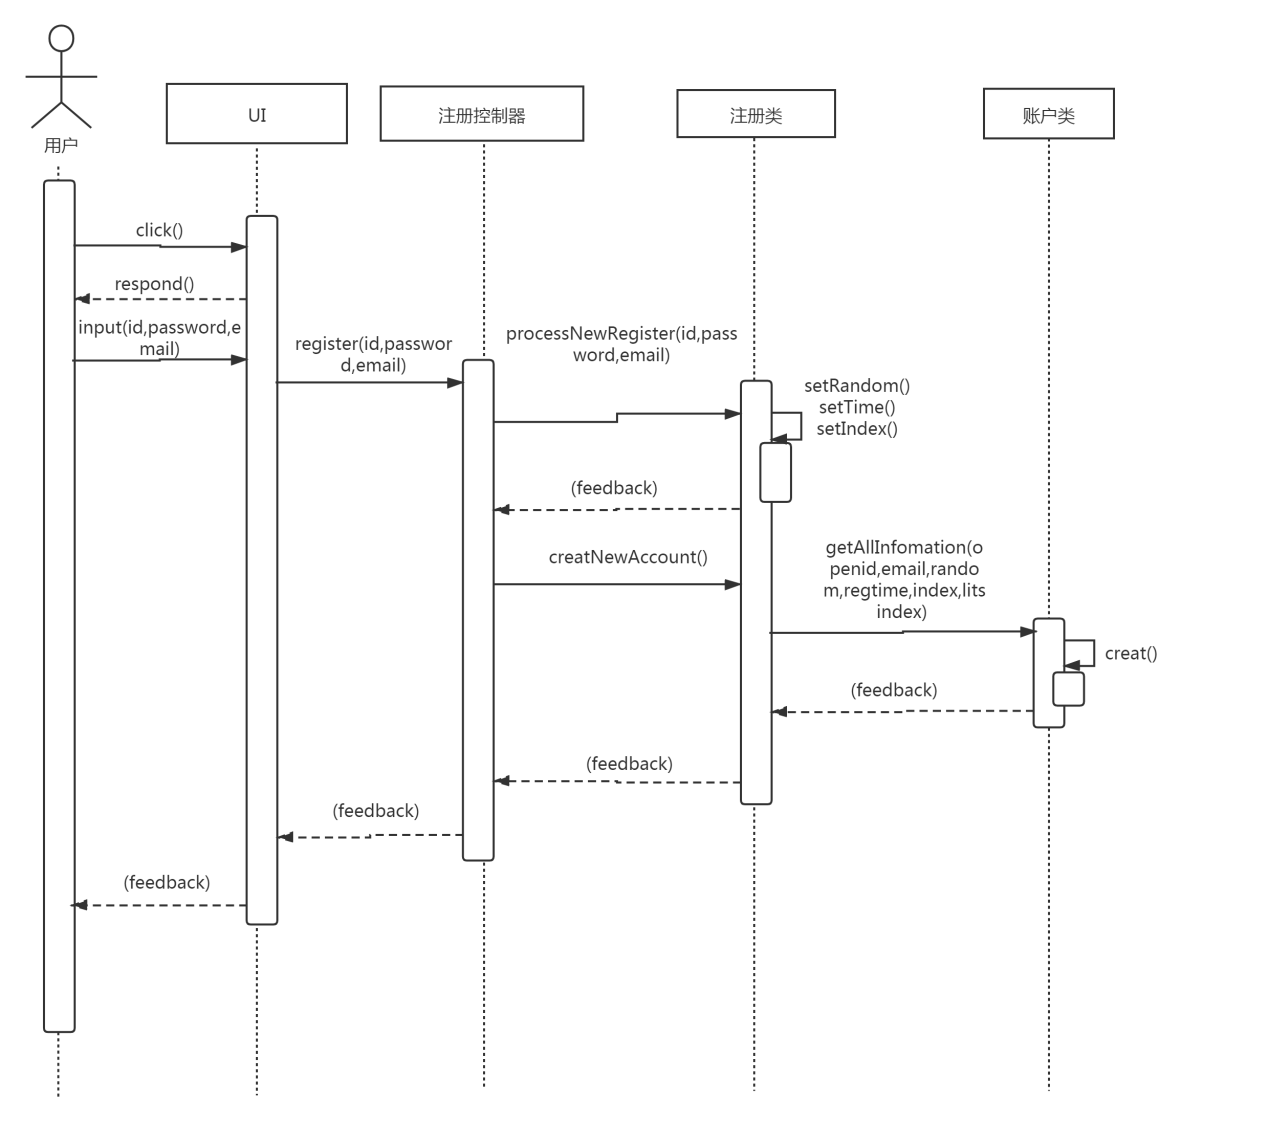 用户
UI
注册控制器
注册类
账户类
click()
respond()
input(id,password,e
mail)
register(id,passwor
d,email)
processNewRegister(id,pass
word,email)
setRandom()
setTime()
setIndex()
(feedback)
creatNewAccount()
getAllInfomation(o
penid,email,rando
m,regtime,index,lits
index)
creat()
(feedback)
(feedback)
(feedback)
(feedback)